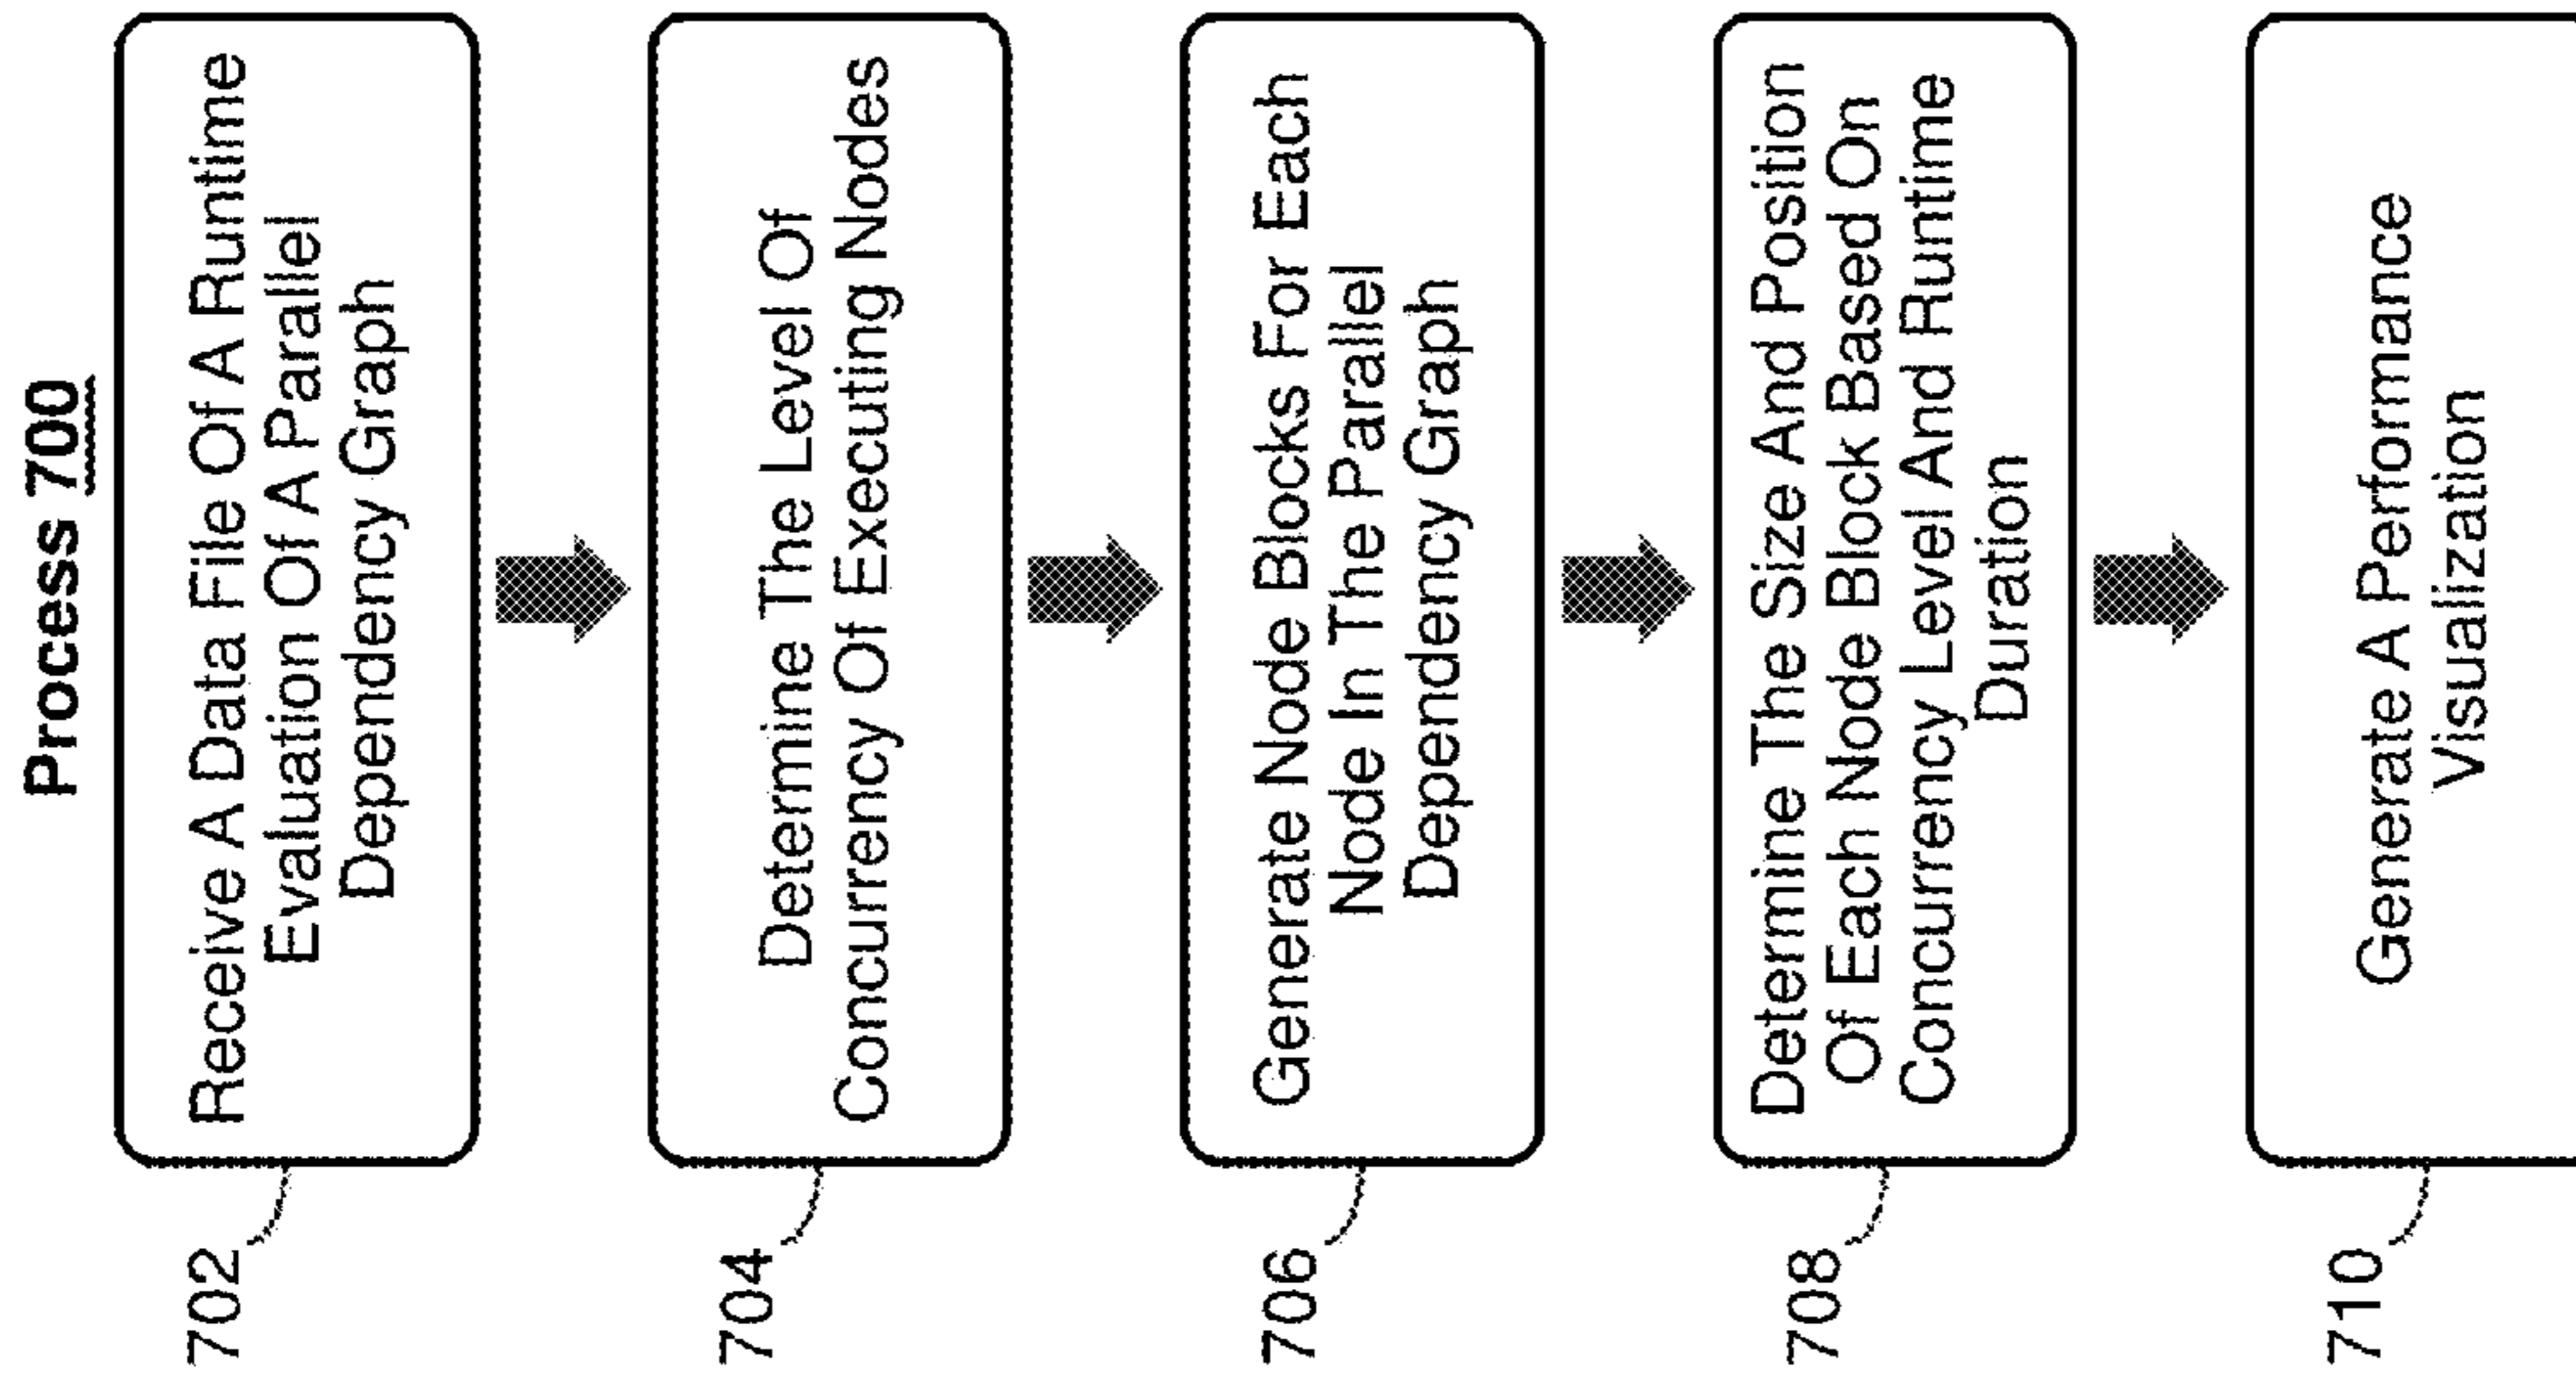 Process 700
702
Receive A Data File Of A Runtime
Evaluation Of A Parallel
Dependency Graph
704
Determine The Level Of
Concurrency Of Executing Nodes
706
Generate Node Blocks For Each
Node In The Parallel
Dependency Graph
708
Determine The Size And Position
Of Each Node Block Based On
Concurrency Level And Runtime
Duration
710
Generate A Performance
Visualization